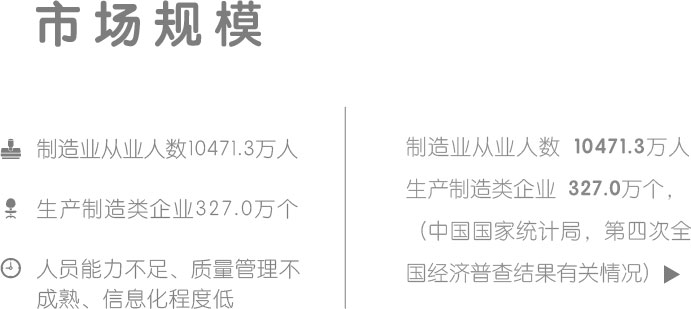 市场规模
制造业从业人数10471.3万人
生产制造类企业327.0万个
人员能力不足、质量管理不
成熟、信息化程度低
制造业从业人数 10471.3万人
生产制造类企业 327.0万个，
（中国国家统计局，第四次全
国经济普查结果有关情况）